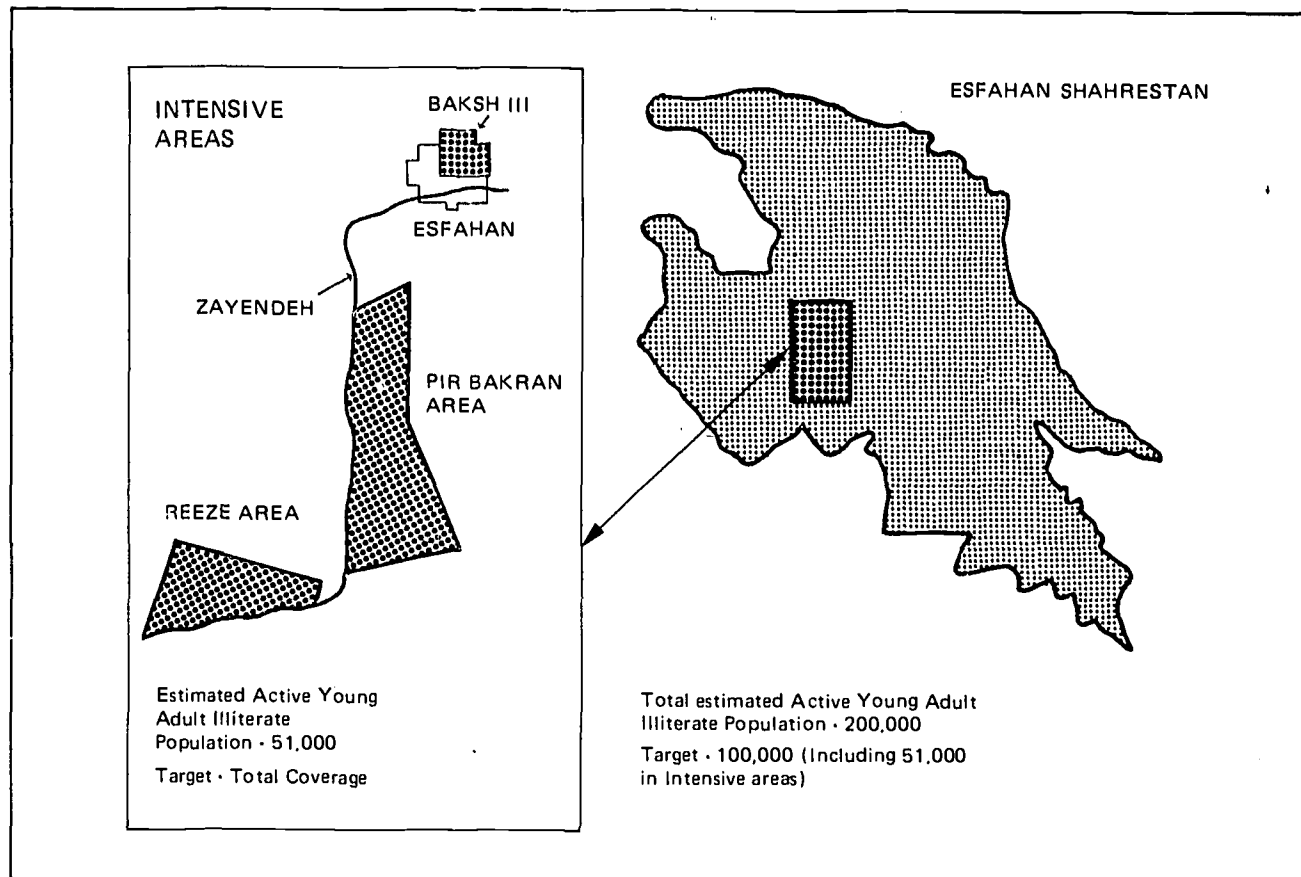 INTENSIVE
AREAS
BAKSH III
ESFAHAN
ZAYENDEH
PIR BAKRAN
AREA
REEZE AREA
Estimated Active Young
Adult Illiterate
Population · 51,000
Target · Total Coverage
ESFAHAN SHAHRESTAN
Total estimated Active Young Adult
Illiterate Population · 200,000
Target · 100,000 (Including 51,000
in Intensive areas)